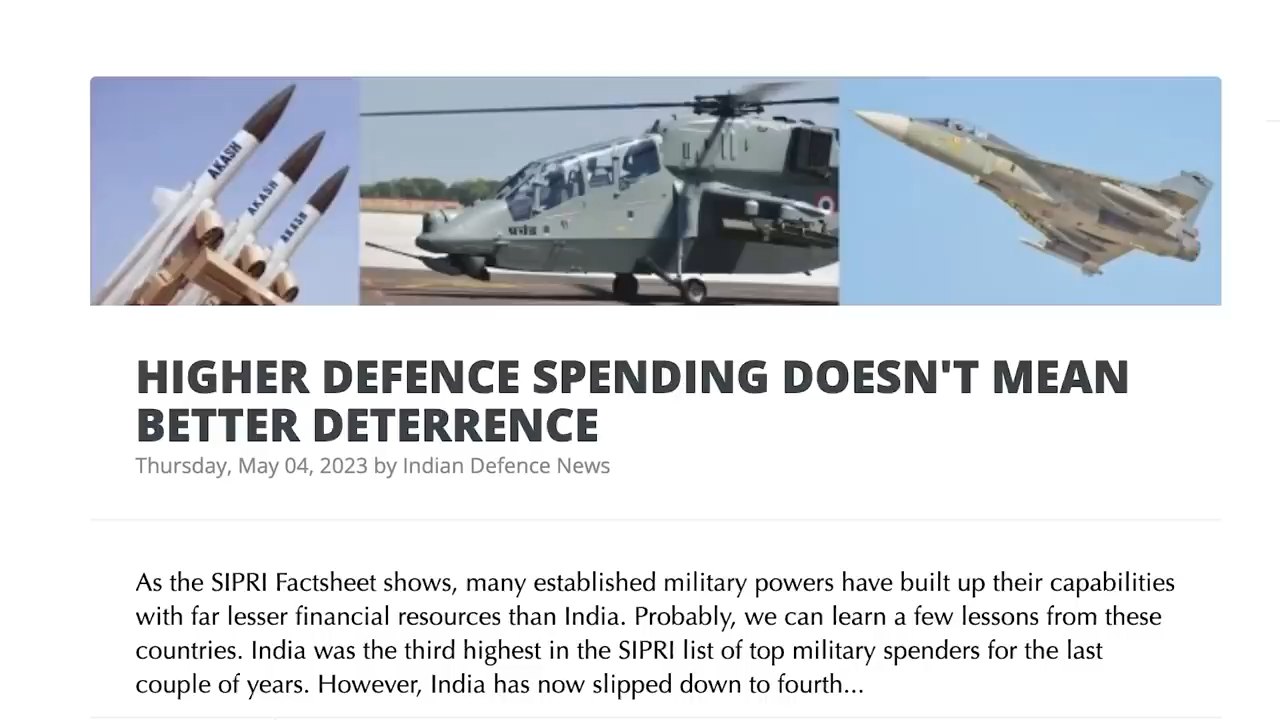 AKASH
AKASH
AKASH
HIGHER DEFENCE SPENDING DOESN'T MEAN
BETTER DETERRENCE
Thursday, May 04, 2023 by Indian Defence News
As the SIPRI Factsheet shows, many established military powers have built up their capabilities
with far lesser financial resources than India. Probably, we can learn a few lessons from these
countries. India was the third highest in the SIPRI list of top military spenders for the last
couple of years. However, India has now slipped down to fourth...